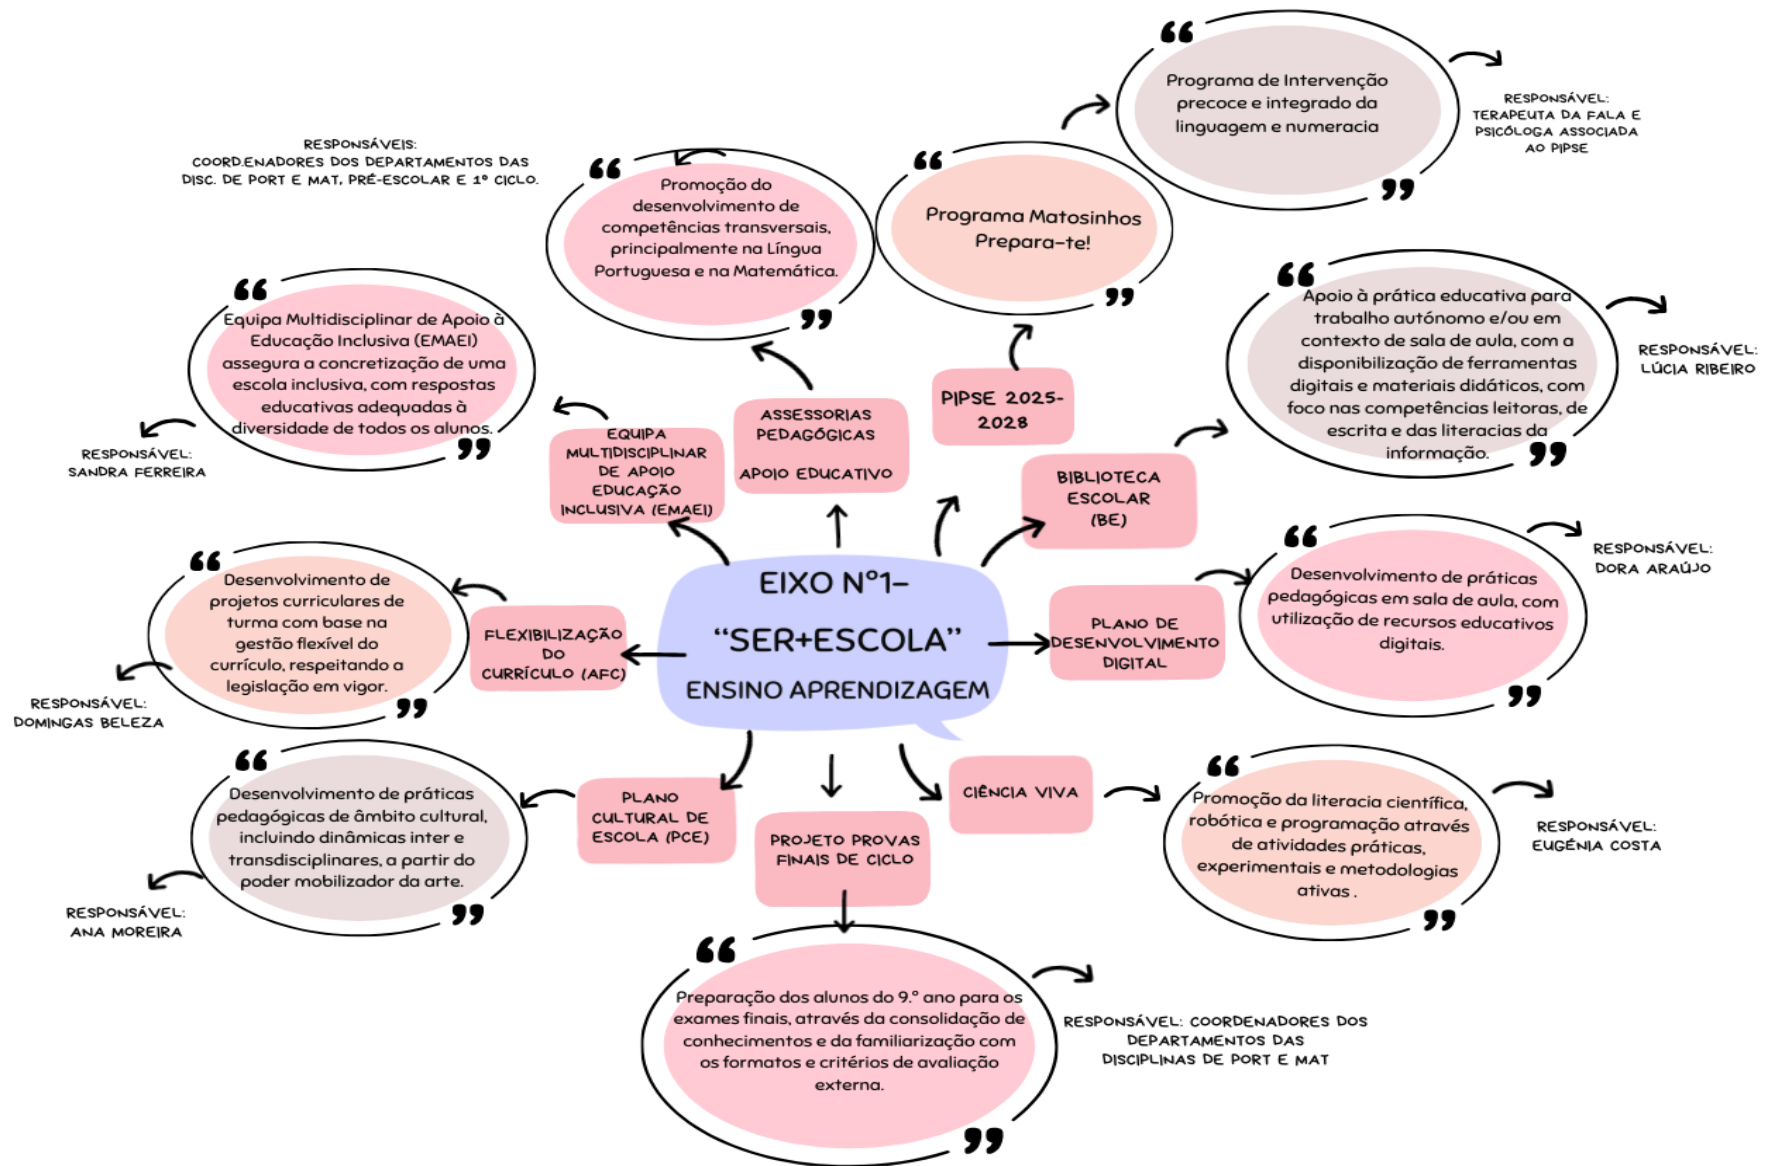 Programa de Intervenção
precoce e integrado da
linguagem e numeracia
RESPONSÁVEL:
TERAPEUTA DA FALA E
PSICÓLOGA ASSOCIADA
AO PIPSE
RESPONSÁVEIS:
COORD.ENADORES DOS DEPARTAMENTOS DAS
DISC. DE PORT E MAT, PRÉ-ESCOLAR E 1º CICLO.
Promoção do
desenvolvimento de
competências transversais,
principalmente na Língua
Portuguesa e na Matemática.
Programa Matosinhos
Prepara-te!
Equipa Multidisciplinar de Apoio à
Educação Inclusiva (EMAEI)
assegura a concretização de uma
escola inclusiva, com respostas
educativas adequadas à
diversidade de todos os alunos.
RESPONSÁVEL:
SANDRA FERREIRA
Apoio à prática educativa para
trabalho autónomo e/ou em
contexto de sala de aula, com a
disponibilização de ferramentas
digitais e materiais didáticos, com
foco nas competências leitoras, de
escrita e das literacias da
informação.
RESPONSÁVEL:
LÚCIA RIBEIRO
EQUIPA
MULTIDISCIPLINAR
DE APOIO
EDUCAÇÃO
INCLUSIVA (EMAEI)
ASSESSORIAS
PEDAGÓGICAS
APOIO EDUCATIVO
PIPSE 2025-
2028
BIBLIOTECA
ESCOLAR
(BE)
Desenvolvimento de
projetos curriculares de
turma com base na
gestão flexível do
currículo, respeitando a
legislação em vigor.
RESPONSÁVEL:
DOMINGAS BELEZA
FLEXIBILIZAÇÃO
DO
CURRÍCULO (AFC)
EIXO Nº1-
“SER+ESCOLA”
ENSINO APRENDIZAGEM
PLANO DE
DESENVOLVIMENTO
DIGITAL
Desenvolvimento de práticas
pedagógicas em sala de aula, com
utilização de recursos educativos
digitais.
RESPONSÁVEL:
DORA ARAÚJO
Desenvolvimento de práticas
pedagógicas de âmbito cultural,
incluindo dinâmicas inter e
transdisciplinares, a partir do
poder mobilizador da arte.
RESPONSÁVEL:
ANA MOREIRA
PLANO
CULTURAL DE
ESCOLA (PCE)
PROJETO PROVAS
FINAIS DE CICLO
CIÊNCIA VIVA
Promoção da literacia científica,
robótica e programação através
de atividades práticas,
experimentais e metodologias
ativas .
RESPONSÁVEL:
EUGÉNIA COSTA
Preparação dos alunos do 9.º ano para os
exames finais, através da consolidação de
conhecimentos e da familiarização com
os formatos e critérios de avaliação
externa.
RESPONSÁVEL: COORDENADORES DOS
DEPARTAMENTOS DAS
DISCIPLINAS DE PORT E MAT